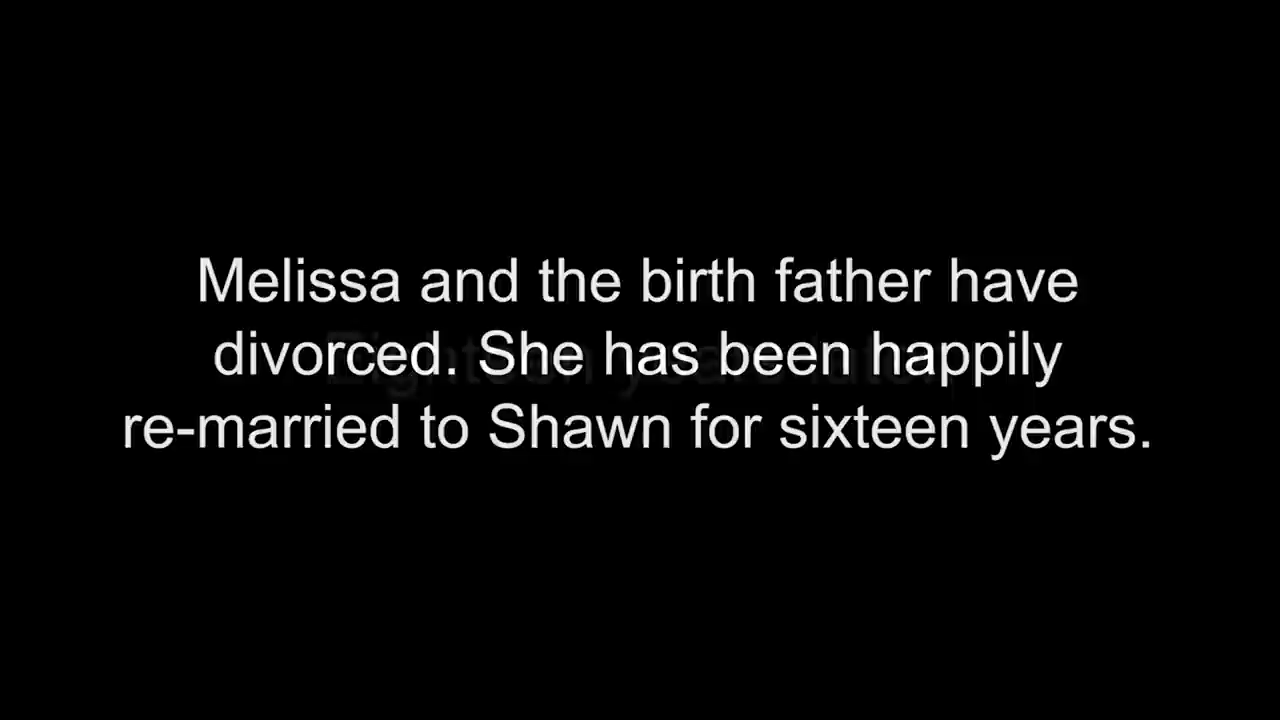 Melissa and the birth father have
divorced. She has been happily
re-married to Shawn for sixteen years.